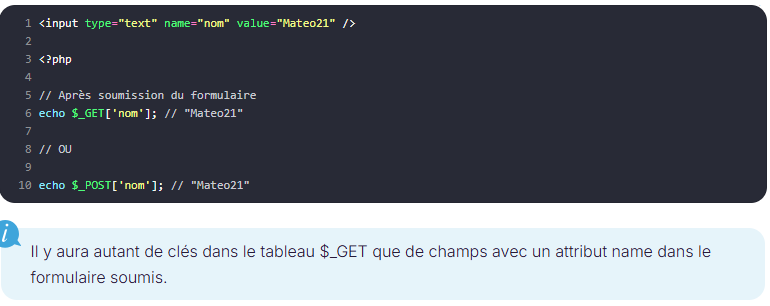 1 <input type="text" name="nom" value="Mateo21" />
2
3 <?php
4
5 // Après soumission du formulaire
6 echo $_GET['nom']; // "Mateo21"
7
8 // OU
9
10 echo $_POST['nom']; // "Mateo21"
i
Il y aura autant de clés dans le tableau $_GET que de champs avec un attribut name dans le
formulaire soumis.